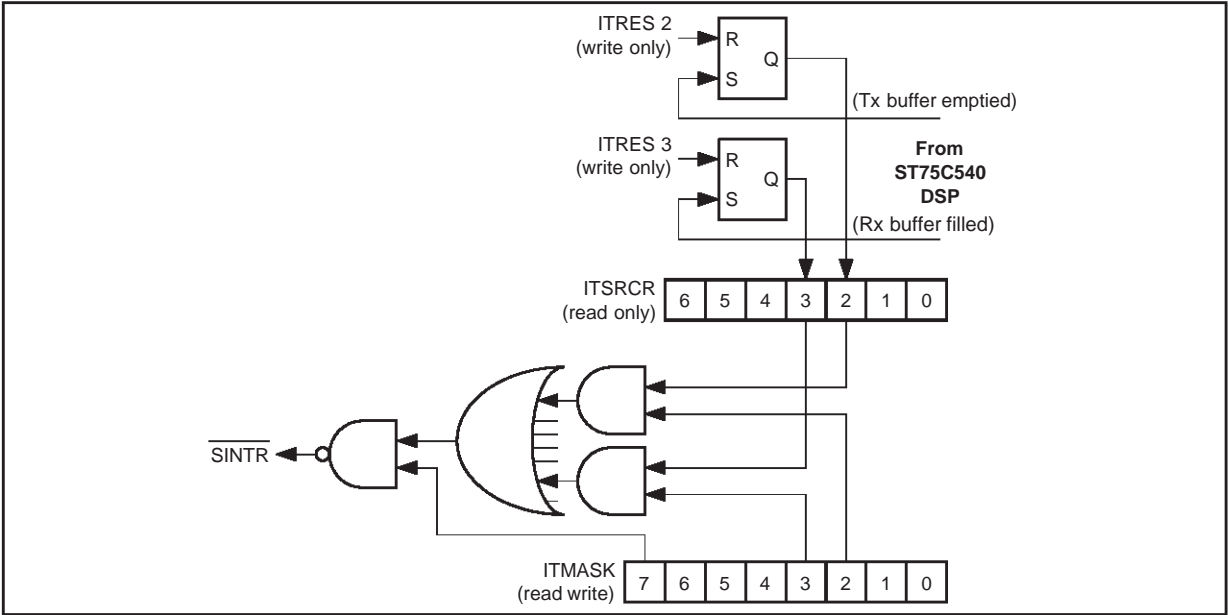 ITRES 2
(write only)
R
Q
S
(Tx buffer emptied)
ITRES 3
(write only)
R
Q
S
From
ST75C540
DSP
(Rx buffer filled)
ITSRCR
(read only)
6 5 4 3 2 1 0
SINTR
ITMASK
(read write)
7 6 5 4 3 2 1 0